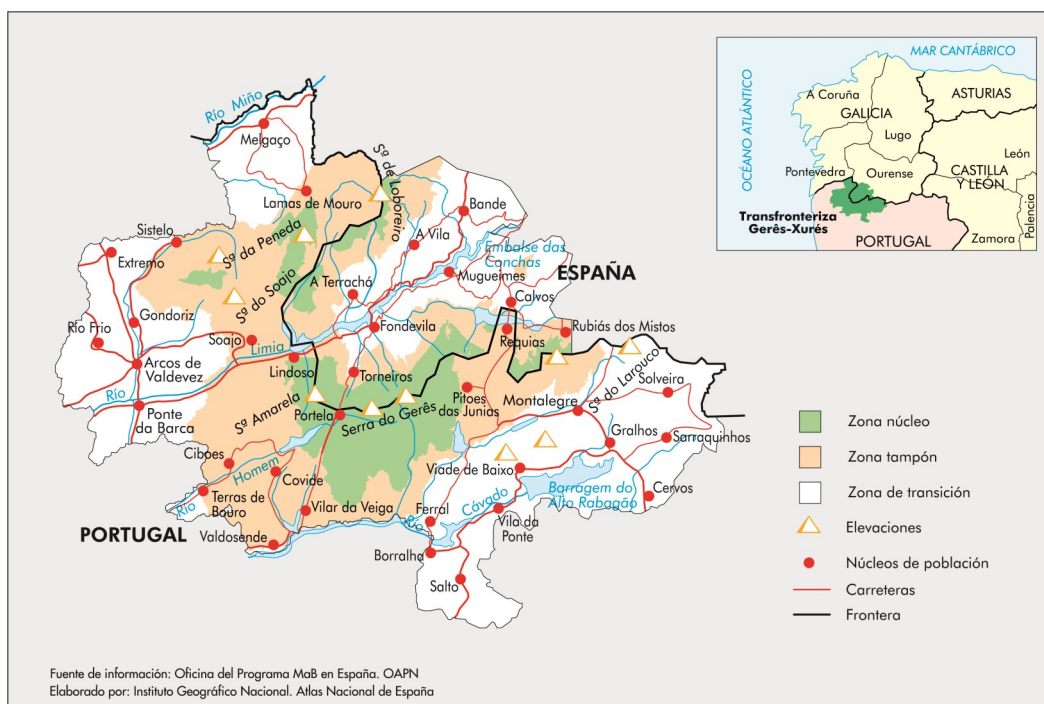 Río Miño
Melgaço
Lamas de Mouro
Sª de Loboreiro
Bande
Sistelo
Sª da Peneda
A Vila
Embalse das
Conchas
Extremo
Sª do Soajo
A Terrachá
Mugueimes
ESPAÑA
Calvos
Gondoriz
Río Frio
Soajo
Limia
Fondevila
Requias
Rubiás dos Mistos
Arcos de
Valdevez
Lindoso
Torneiros
Río
Sª Amarela
Portela
Serra do Gerês
Pitoes
das Junias
Montalegre
Sª do Larouco
Solveira
Ponte
da Barca
Gralhos
Sarraquinhos
Ciboes
Homem
Covide
Viade de Baixo
Río
Terras de
Bouro
Vilar da Veiga
Ferral
Cávado
Barragem do
Alto Rabagão
Cervos
PORTUGAL
Valdosende
Río
Vila da
Ponte
Borralha
Salto
MAR CANTÁBRICO
OCÉANO ATLÁNTICO
A Coruña
ASTURIAS
GALICIA
Lugo
León
Pontevedra
Ourense
CASTILLA
Y LEÓN
Palencia
Transfronteriza
Gerês-Xurés
PORTUGAL
Zamora
Zona núcleo
Zona tampón
Zona de transición
Elevaciones
Núcleos de población
Carreteras
Frontera
Fuente de información: Oficina del Programa MaB en España. OAPN
Elaborado por: Instituto Geográfico Nacional. Atlas Nacional de España